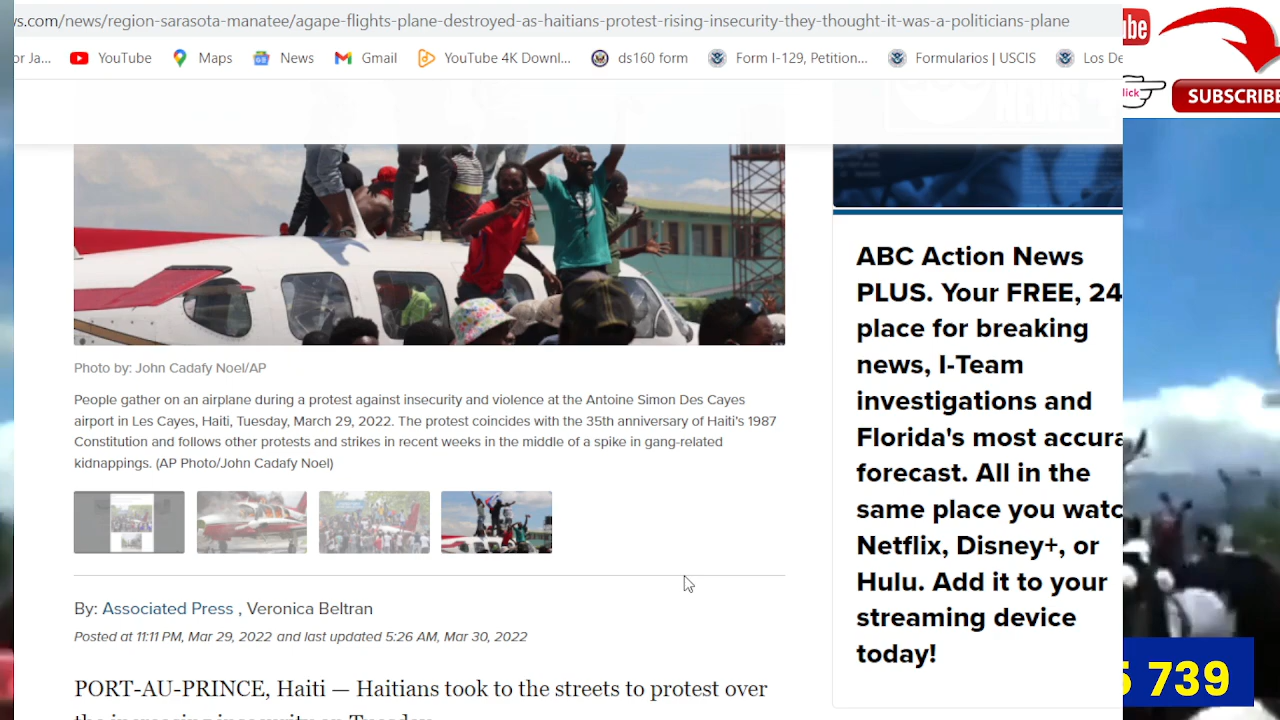 s.com/news/region-sarasota-manatee/agape-flights-plane-destroyed-as-haitians-protest-rising-insecurity-they-thought-it-was-a-politicians-plane
or Ja... YouTube Maps News Gmail YouTube 4K Downl... ds160 form Form I-129, Petition... Formularios | USCIS Los De
be
lick
SUBSCRIBE
Photo by: John Cadafy Noel/AP
People gather on an airplane during a protest against insecurity and violence at the Antoine Simon Des Cayes
airport in Les Cayes, Haiti, Tuesday, March 29, 2022. The protest coincides with the 35th anniversary of Haiti's 1987
Constitution and follows other protests and strikes in recent weeks in the middle of a spike in gang-related
kidnappings. (AP Photo/John Cadafy Noel)
By: Associated Press , Veronica Beltran
Posted at 11:11 PM, Mar 29, 2022 and last updated 5:26 AM, Mar 30, 2022
PORT-AU-PRINCE, Haiti — Haitians took to the streets to protest over
the increasing insecurity on Tuesday
ABC Action News
PLUS. Your FREE, 24
place for breaking
news, I-Team
investigations and
Florida's most accura
forecast. All in the
same place you watc
Netflix, Disney+, or
Hulu. Add it to your
streaming device
today!
739